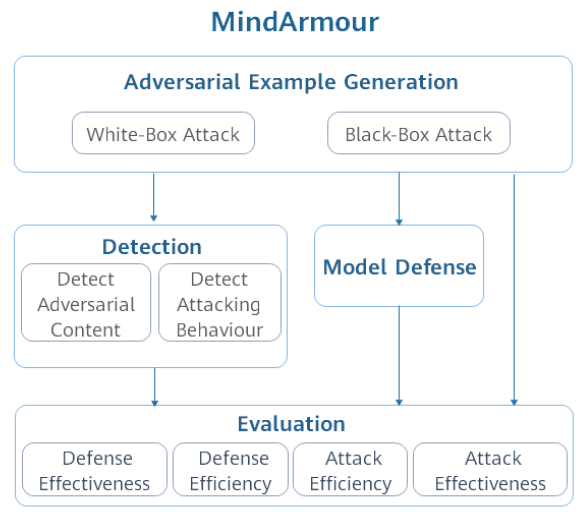 MindArmour
Adversarial Example Generation
White-Box Attack
Black-Box Attack
Detection
Detect
Adversarial
Content
Detect
Attacking
Behaviour
Model Defense
Evaluation
Defense
Effectiveness
Defense
Efficiency
Attack
Efficiency
Attack
Effectiveness